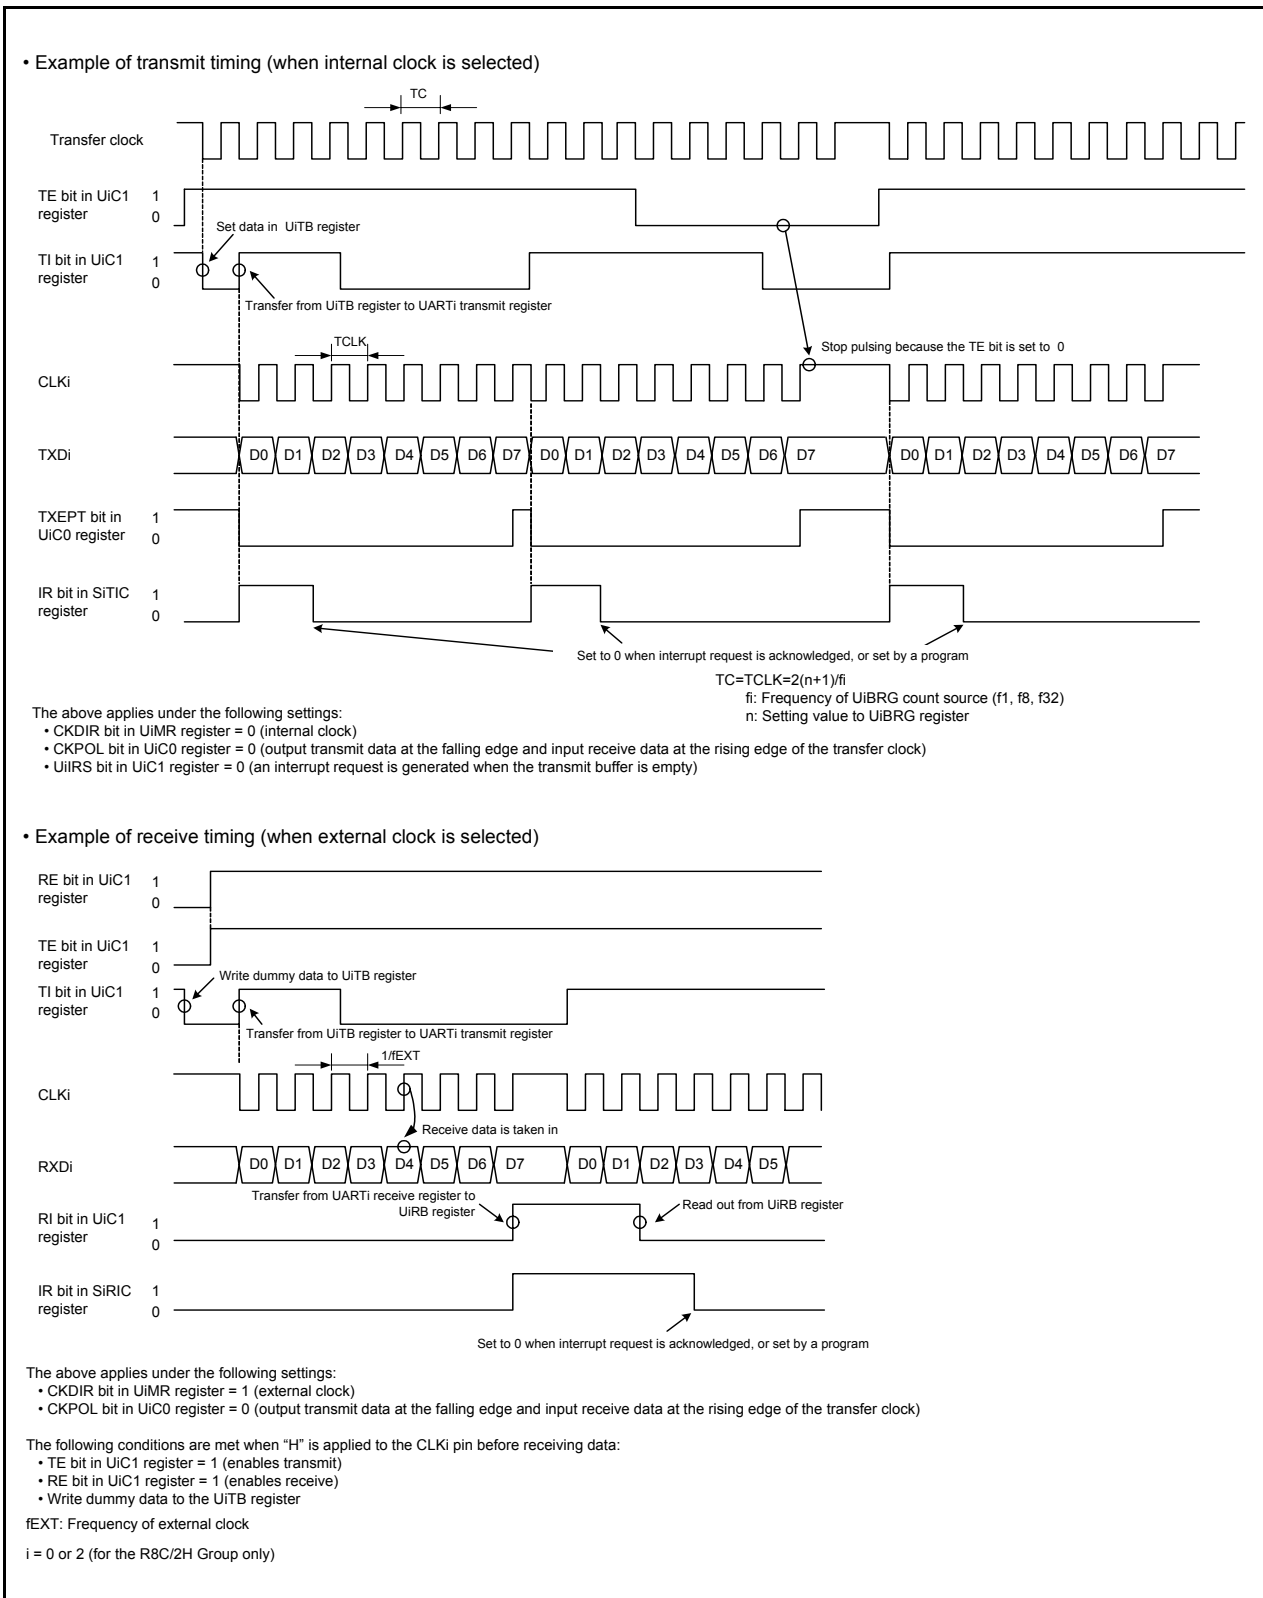 • Example of transmit timing (when internal clock is selected)
TC
Transfer clock
TE bit in UiC1
register
1
0
Set data in UiTB register
TI bit in UiC1
register
1
0
Transfer from UiTB register to UARTi transmit register
TCLK
Stop pulsing because the TE bit is set to 0
CLKi
TXDi
D0 D1 D2 D3 D4 D5 D6 D7 D0 D1 D2 D3 D4 D5 D6 D7 D0 D1 D2 D3 D4 D5 D6 D7
TXEPT bit in
UiC0 register
1
0
IR bit in SiTIC
register
1
0
Set to 0 when interrupt request is acknowledged, or set by a program
TC=TCLK=2(n+1)/fi
fi: Frequency of UiBRG count source (f1, f8, f32)
n: Setting value to UiBRG register
The above applies under the following settings:
• CKDIR bit in UiMR register = 0 (internal clock)
• CKPOL bit in UiC0 register = 0 (output transmit data at the falling edge and input receive data at the rising edge of the transfer clock)
• UiIRS bit in UiC1 register = 0 (an interrupt request is generated when the transmit buffer is empty)
• Example of receive timing (when external clock is selected)
RE bit in UiC1
register
1
0
TE bit in UiC1
register
1
0
Write dummy data to UiTB register
TI bit in UiC1
register
1
0
Transfer from UiTB register to UARTi transmit register
1/fEXT
CLKi
Receive data is taken in
RXDi
D0 D1 D2 D3 D4 D5 D6 D7 D0 D1 D2 D3 D4 D5
Transfer from UARTi receive register to
UiRB register
Read out from UiRB register
RI bit in UiC1
register
1
0
IR bit in SiRIC
register
1
0
Set to 0 when interrupt request is acknowledged, or set by a program
The above applies under the following settings:
• CKDIR bit in UiMR register = 1 (external clock)
• CKPOL bit in UiC0 register = 0 (output transmit data at the falling edge and input receive data at the rising edge of the transfer clock)
The following conditions are met when “H” is applied to the CLKi pin before receiving data:
• TE bit in UiC1 register = 1 (enables transmit)
• RE bit in UiC1 register = 1 (enables receive)
• Write dummy data to the UiTB register
fEXT: Frequency of external clock
i = 0 or 2 (for the R8C/2H Group only)